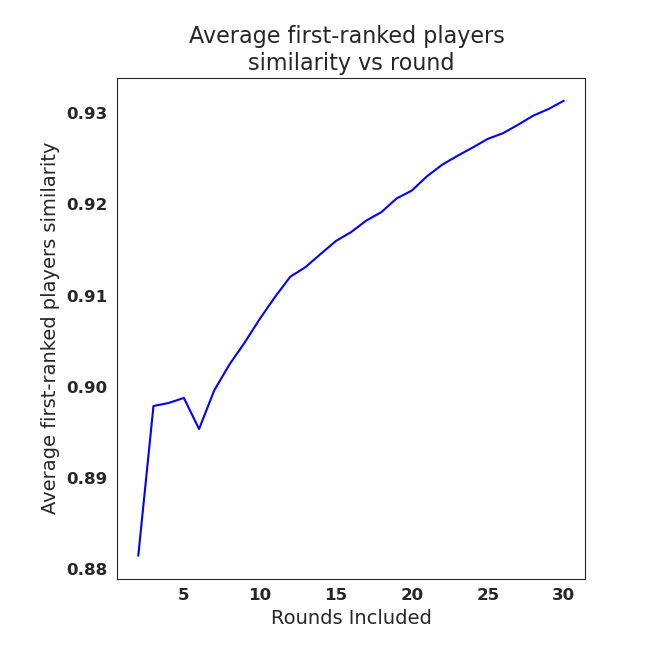 Average first-ranked players
similarity vs round
Average first-ranked players similarity
0.93
0.92
0.91
0.90
0.89
0.88
5 10 15 20 25 30
Rounds Included